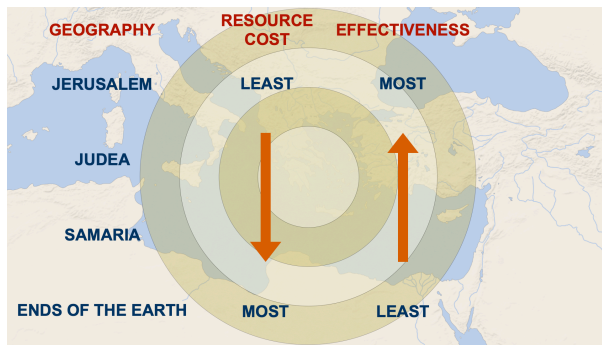 GEOGRAPHY RESOURCE COST EFFECTIVENESS
JERUSALEM LEAST MOST
JUDEA
SAMARIA
ENDS OF THE EARTH MOST LEAST